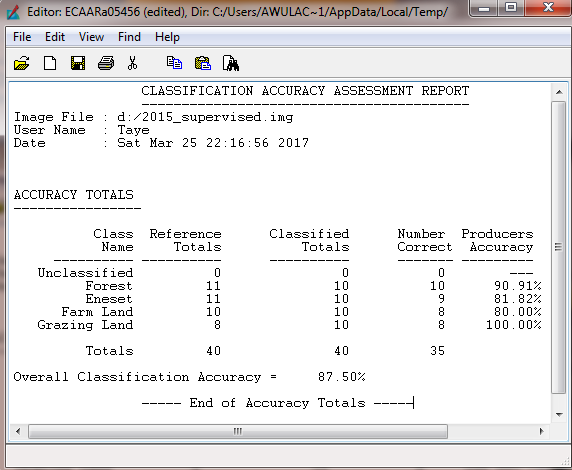 Editor: ECAARa05456 (edited), Dir: C:/Users/AWULAC~1/AppData/Local/Temp/
File Edit View Find Help
CLASSIFICATION ACCURACY ASSESSMENT REPORT
-----------------------------------------
Image File : d:/2015_supervised.img
User Name : Taye
Date : Sat Mar 25 22:16:56 2017
ACCURACY TOTALS
----------------
Class Reference Classified Number Producers
Name Totals Totals Correct Accuracy
---------- ---------- ---------- ------- ---------
Unclassified 0 0 0 ---
Forest 11 10 10 90.91%
Eneset 11 10 9 81.82%
Farm Land 10 10 8 80.00%
Grazing Land 8 10 8 100.00%
Totals 40 40 35
Overall Classification Accuracy = 87.50%
----- End of Accuracy Totals -----